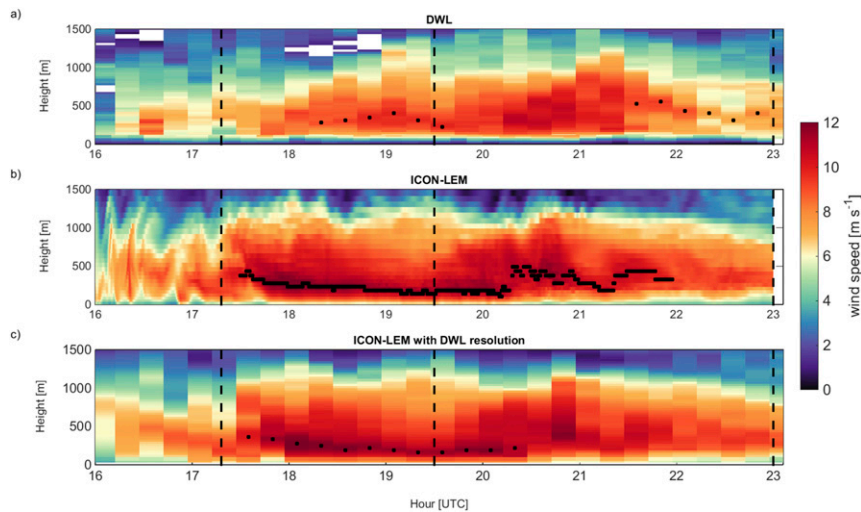 a)
DWL
Height [m]
1500
1000
500
0
16 17 18 19 20 21 22 23
b)
ICON-LEM
Height [m]
1500
1000
500
0
16 17 18 19 20 21 22 23
c)
ICON-LEM with DWL resolution
Height [m]
1500
1000
500
0
16 17 18 19 20 21 22 23
Hour [UTC]
12
10
8
6
4
2
0
wind speed [m s⁻¹]